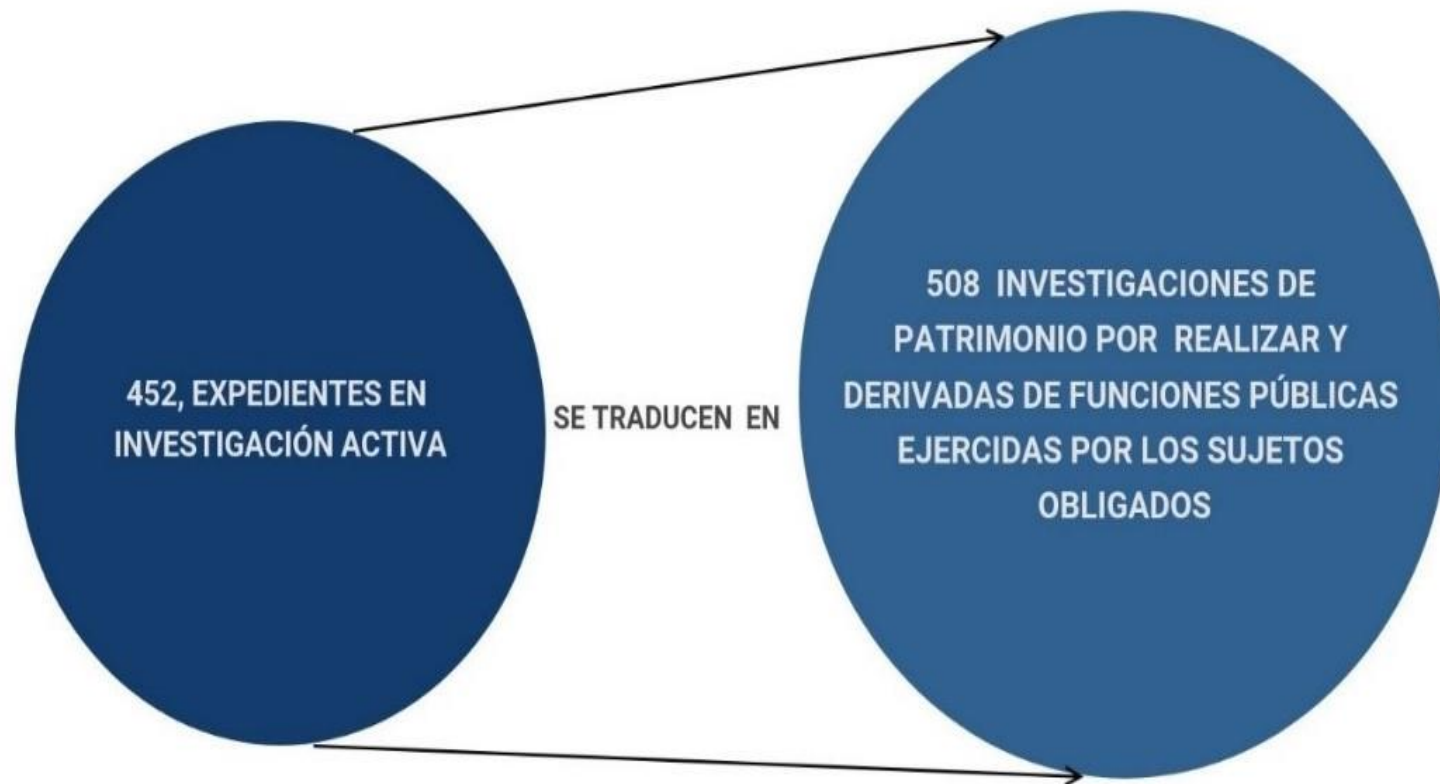 452, EXPEDIENTES EN
INVESTIGACIÓN ACTIVA
SE TRADUCEN EN
508 INVESTIGACIONES DE
PATRIMONIO POR REALIZAR Y
DERIVADAS DE FUNCIONES PÚBLICAS
EJERCIDAS POR LOS SUJETOS
OBLIGADOS